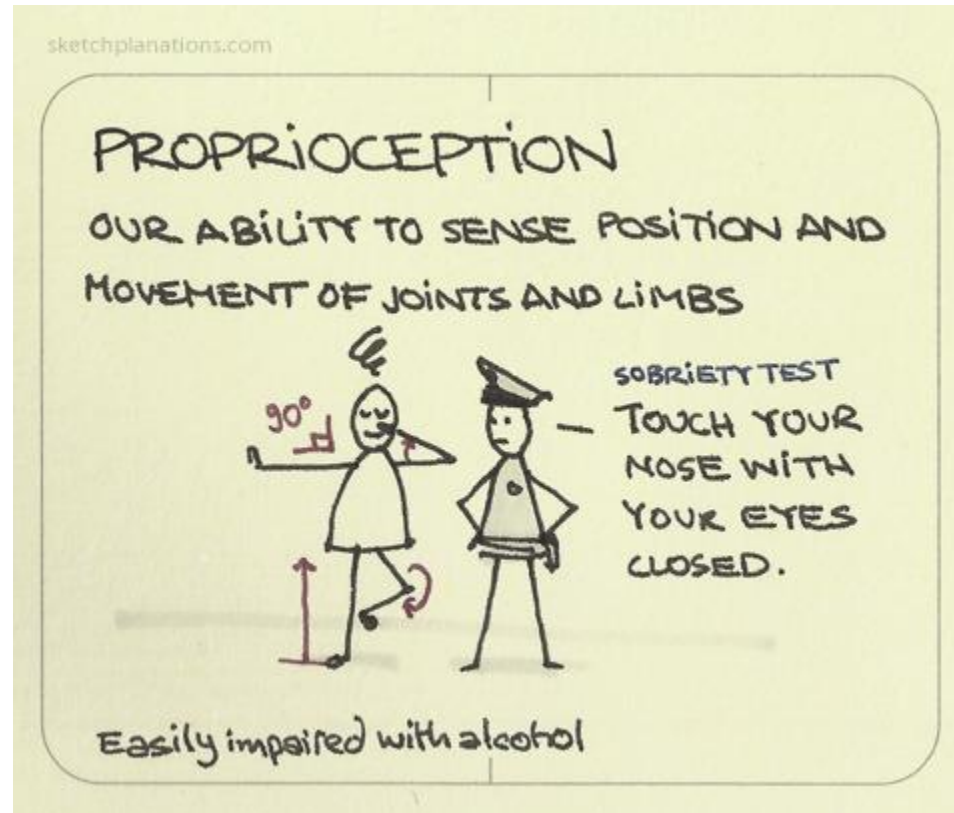 sketchplanations.com
PROPRiOCEPTiON
OUR ABiLiTY TO SENSE POSiTiON AND
MOVEMENT OF JOiNTS AND LiMBS
90°
SOBRiETY TEST
TOUCH YOUR
NOSE WiTH
YOUR EYES
CLOSED.
Easily impaired with alcohol